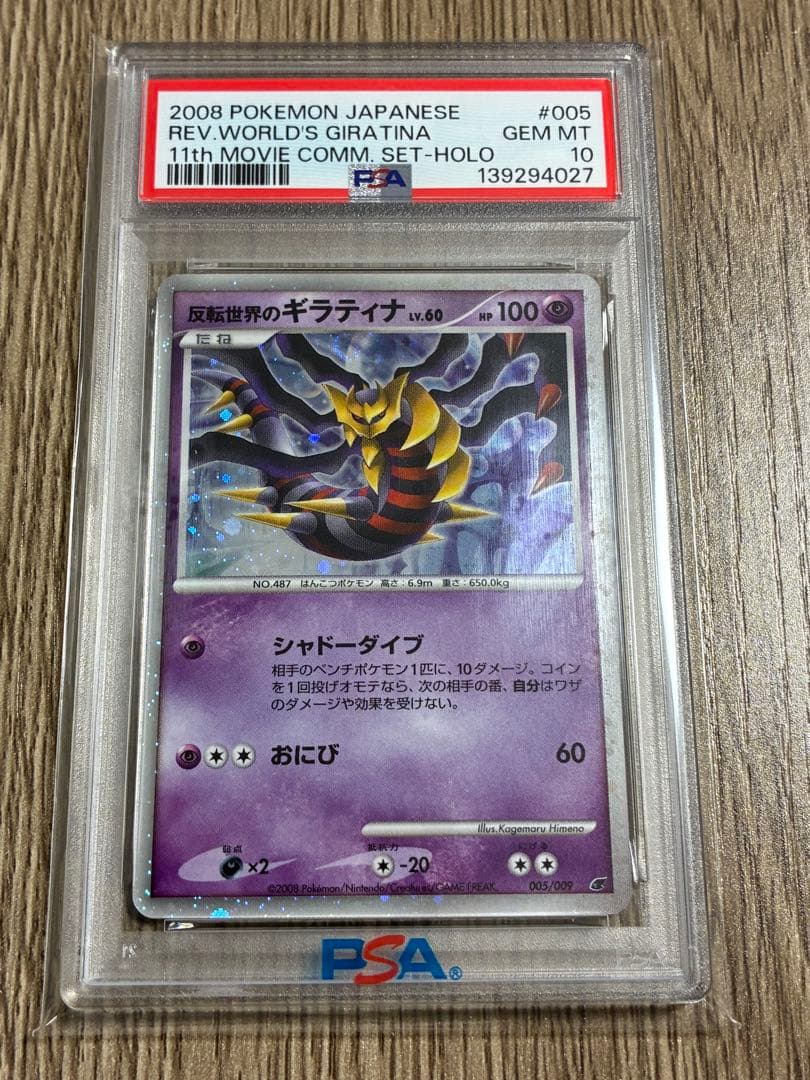 2008 POKEMON JAPANESE #005
REV.WORLD'S GIRATINA GEM MT
11th MOVIE COMM. SET-HOLO 10
PSA 139294027
反転世界のギラティナ LV.60 HP 100
たね
NO.487 はんこつポケモン 高さ：6.9m 重さ：650.0kg
シャドーダイブ
相手のベンチポケモン1匹に、10ダメージ。コイン
を1回投げオモテなら、次の相手の番、自分はワザ
のダメージや効果を受けない。
おにび 60
Illus.Kagemaru Himeno
弱点 抵抗力 にげる
×2 -20
©2008 Pokémon/Nintendo/Creatures/GAME FREAK. 005/009
PSA®